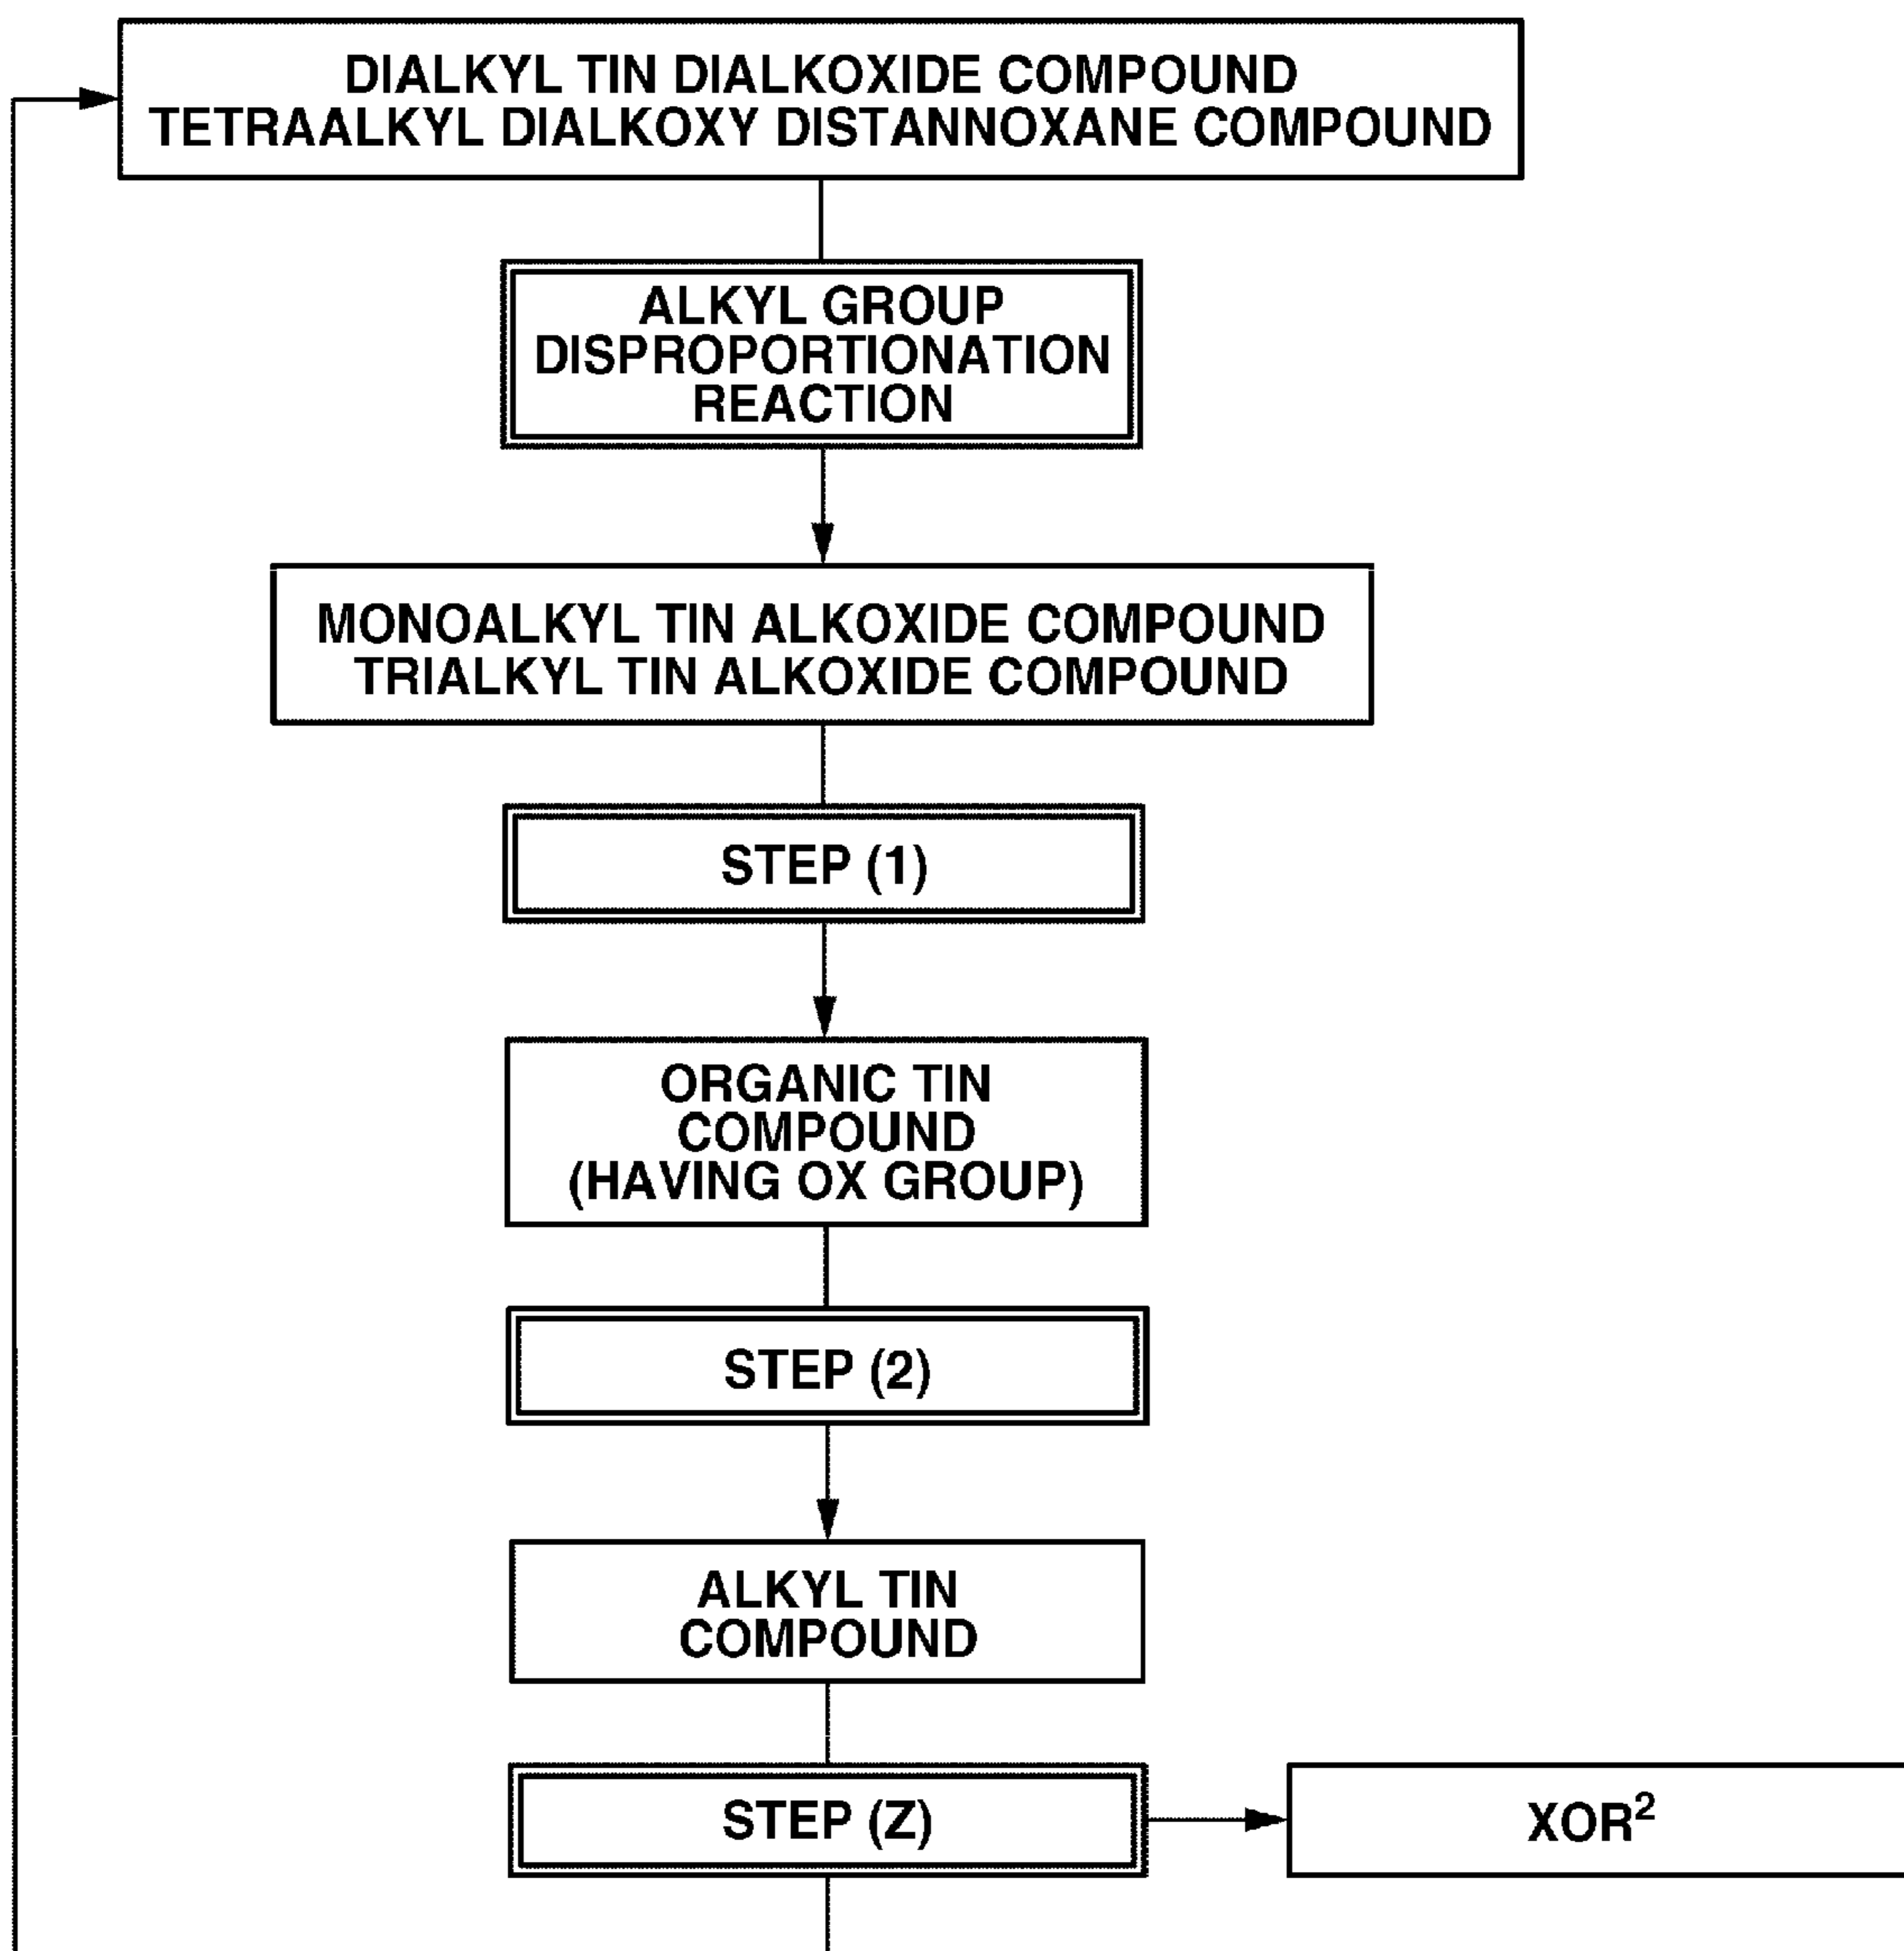 DIALKYL TIN DIALKOXIDE COMPOUND
TETRAALKYL DIALKOXY DISTANNOXANE COMPOUND
ALKYL GROUP
DISPROPORTIONATION
REACTION
MONOALKYL TIN ALKOXIDE COMPOUND
TRIALKYL TIN ALKOXIDE COMPOUND
STEP (1)
ORGANIC TIN
COMPOUND
(HAVING OX GROUP)
STEP (2)
ALKYL TIN
COMPOUND
STEP (Z)
XOR²